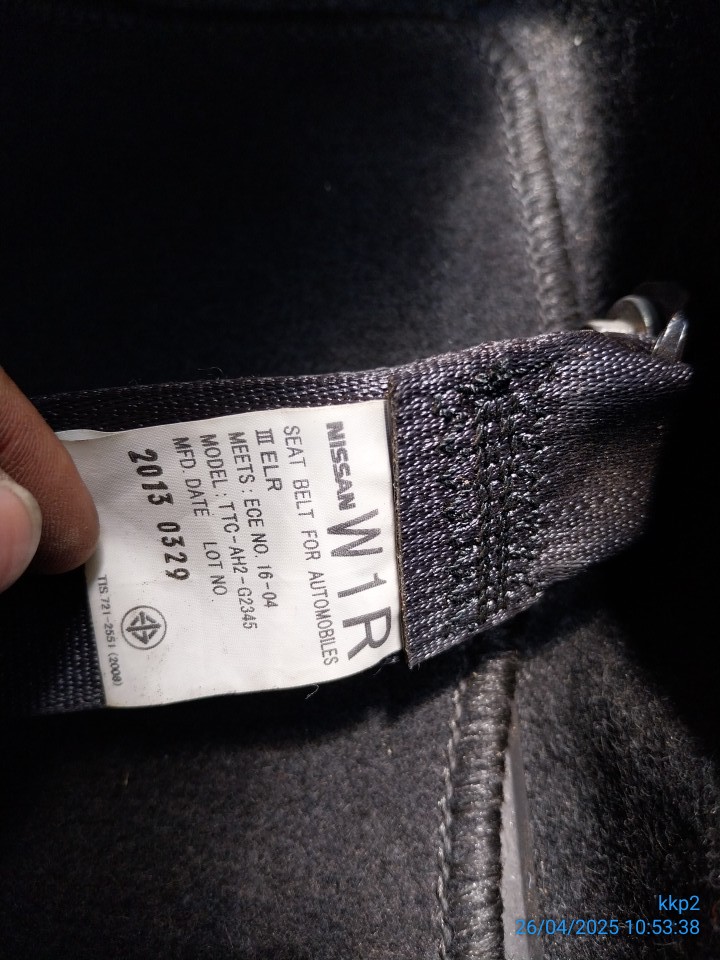 NISSAN W1R
SEAT BELT FOR AUTOMOBILES
III ELR
MEETS : ECE NO. 16-04
MODEL : TTC-AH2-G2345
MFD. DATE LOT NO.
2013 0329
TIS 721-2551 (2008)
kkp2
26/04/2025 10:53:38